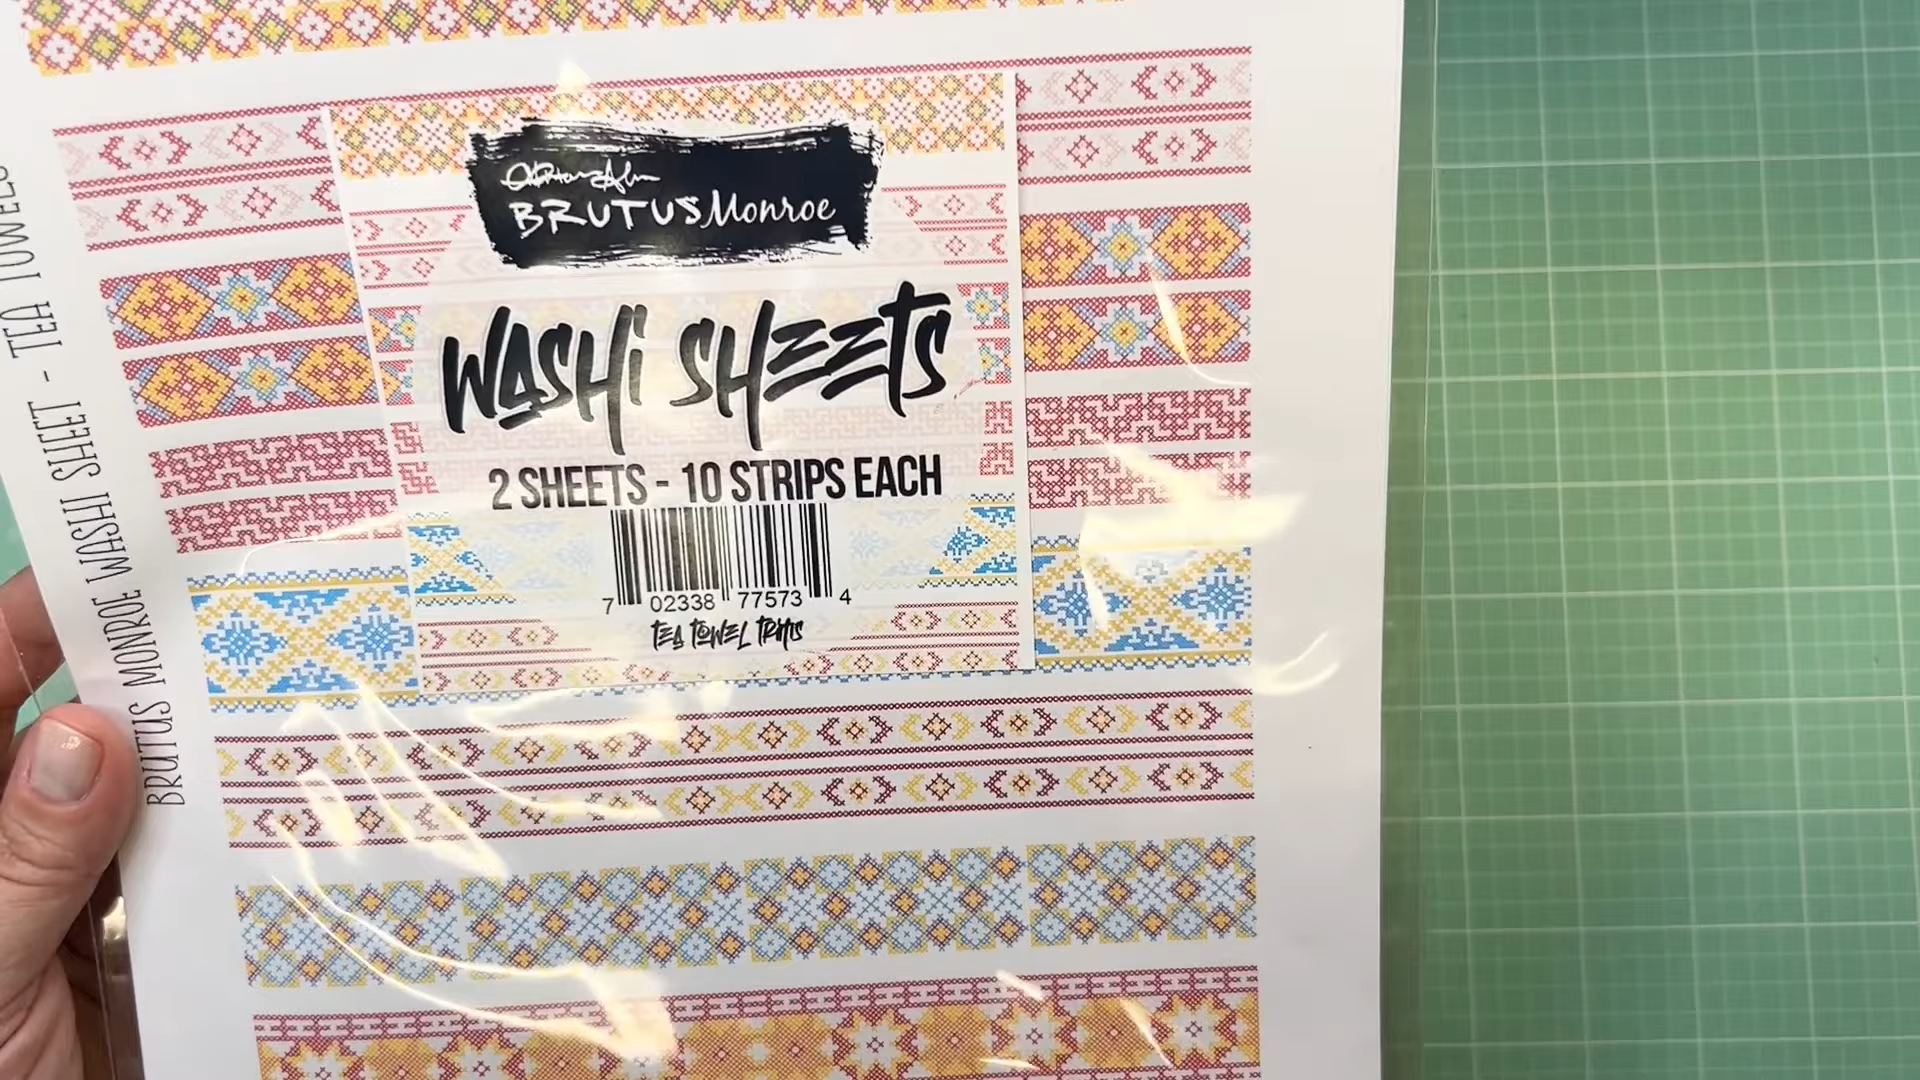 BRUTUS Monroe
WASHi SHEETS
2 SHEETS - 10 STRIPS EACH
7 02338 77573 4
TEA TOWEL TRIMS
BRUTUS MONROE WASHI SHEET - TEA TOWELS